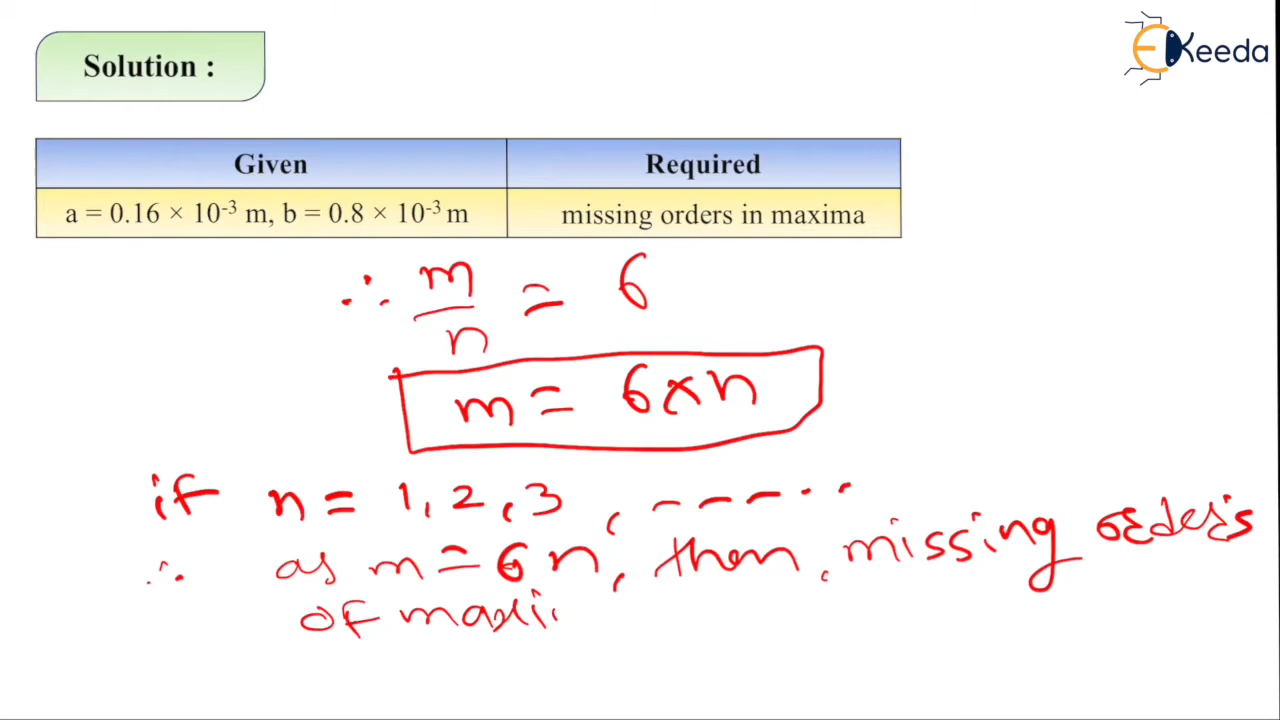 Solution :
EKeeda
Given Required
a = 0.16 × 10⁻³ m, b = 0.8 × 10⁻³ m missing orders in maxima
∴ m/n = 6
m = 6×n
if n = 1, 2, 3, -----..
∴ as m = 6n, then, missing orders
of maxi